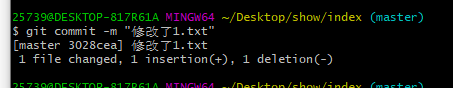 25739@DESKTOP-817R61A MINGW64 ~/Desktop/show/index (master)
$ git commit -m "修改了1.txt"
[master 3028cea] 修改了1.txt
 1 file changed, 1 insertion(+), 1 deletion(-)